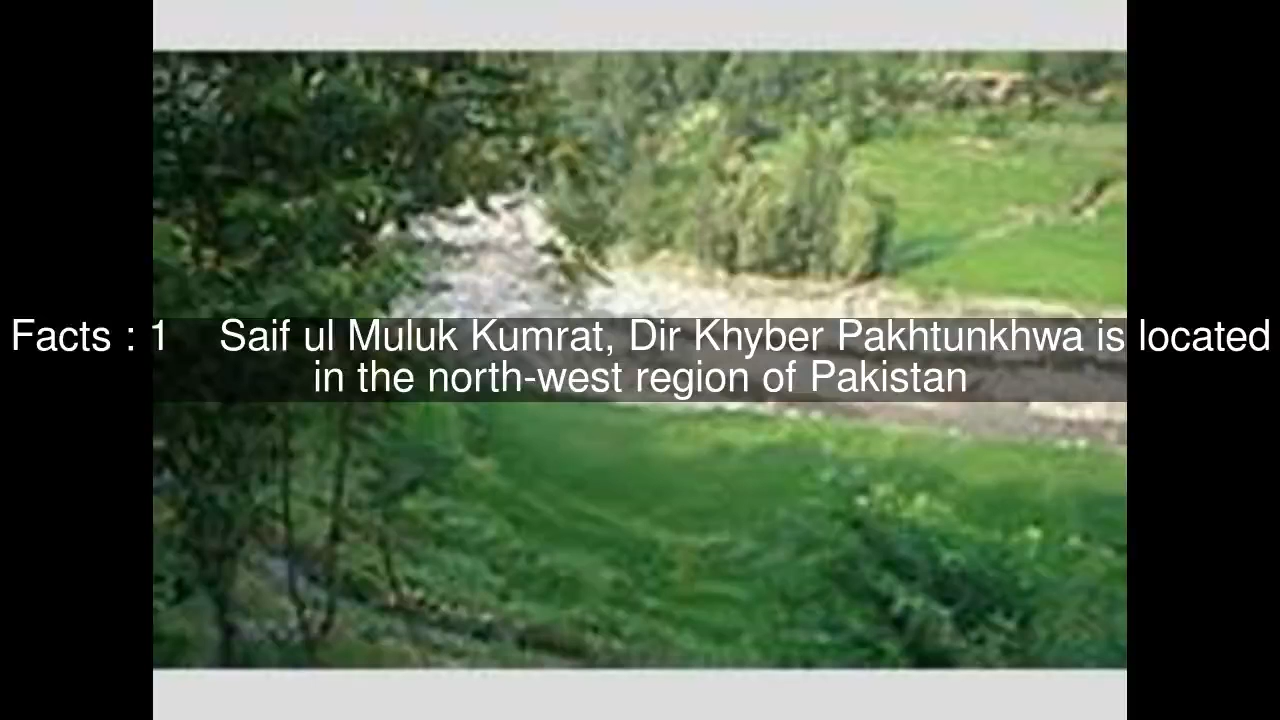 Facts : 1    Saif ul Muluk Kumrat, Dir Khyber Pakhtunkhwa is located
in the north-west region of Pakistan